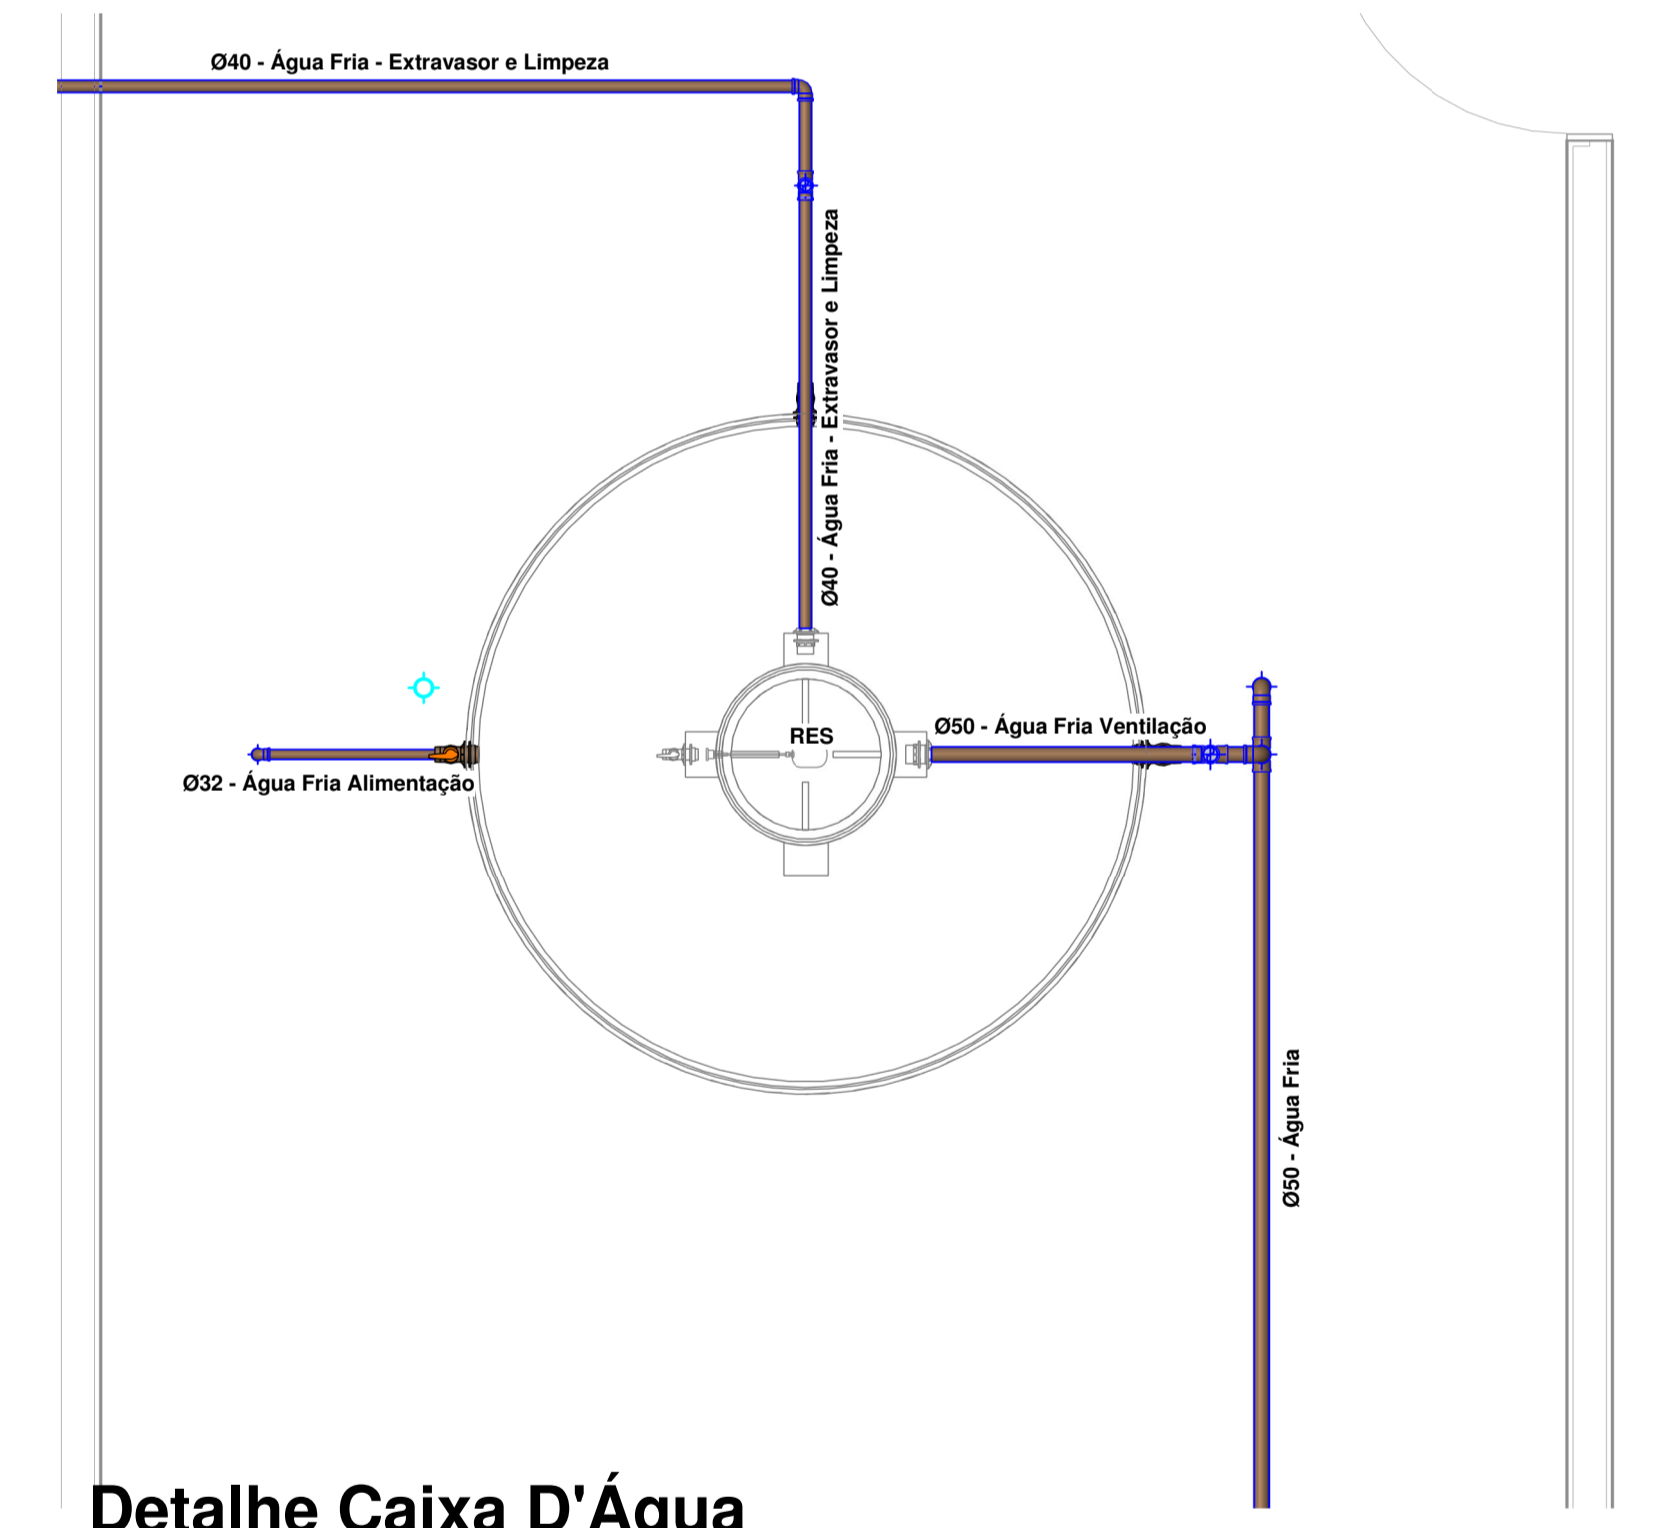 Ø40 - Água Fria - Extravasor e Limpeza
Ø40 - Água Fria - Extravasor e Limpeza
RES
Ø50 - Água Fria Ventilação
Ø32 - Água Fria Alimentação
Ø50 - Água Fria
Detalhe Caixa D'Água